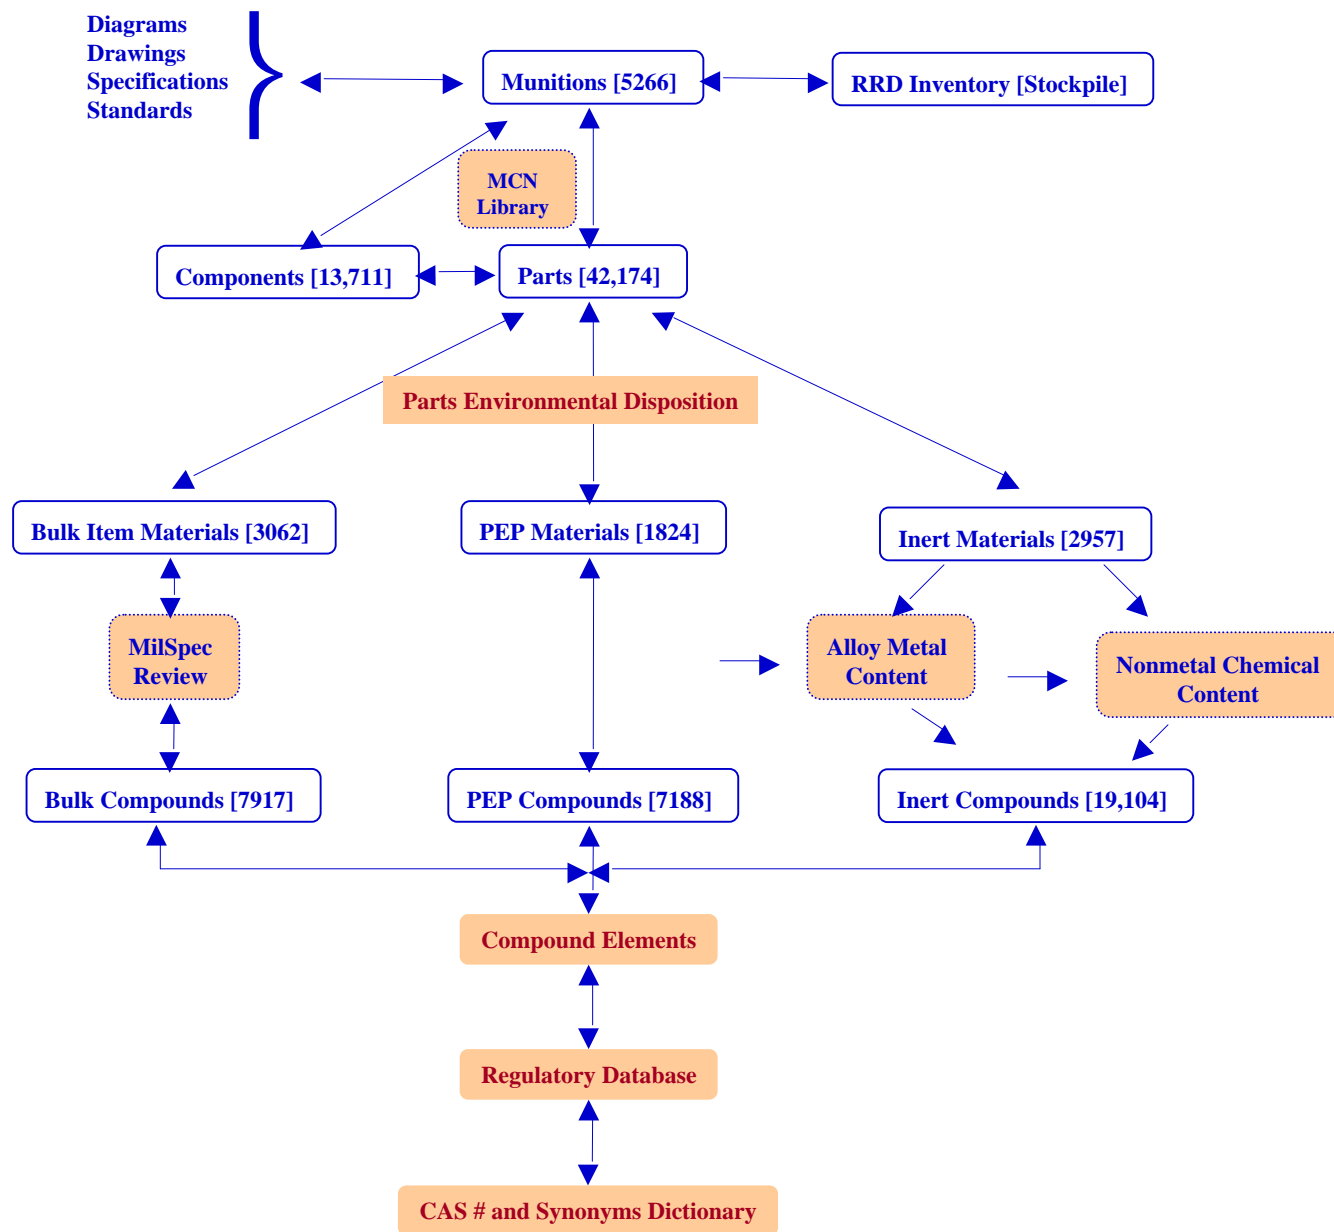 Diagrams
Drawings
Specifications
Standards
Munitions [5266]
RRD Inventory [Stockpile]
MCN
Library
Components [13,711]
Parts [42,174]
Parts Environmental Disposition
Bulk Item Materials [3062]
PEP Materials [1824]
Inert Materials [2957]
MilSpec
Review
Alloy Metal
Content
Nonmetal Chemical
Content
Bulk Compounds [7917]
PEP Compounds [7188]
Inert Compounds [19,104]
Compound Elements
Regulatory Database
CAS # and Synonyms Dictionary